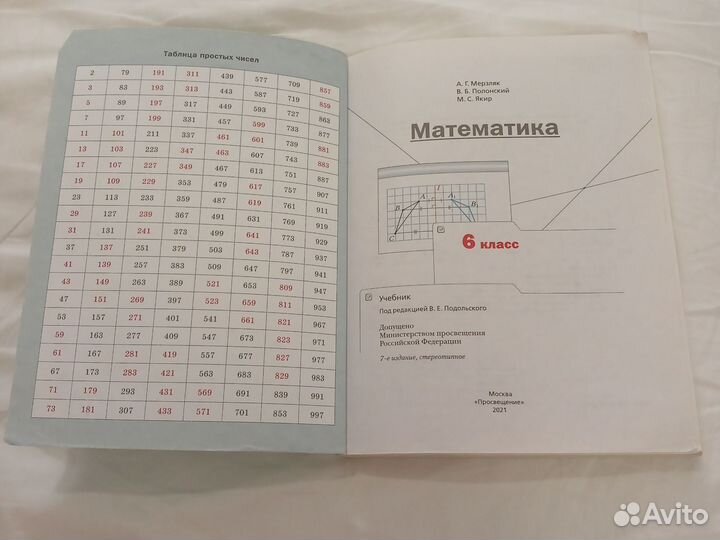 Таблица простых чисел
2 79 191 311 439 577 709 857
3 83 193 313 443 587 719 859
5 89 197 317 449 593 727 863
7 97 199 331 457 599 733 877
11 101 211 337 461 601 739 881
13 103 223 347 463 607 743 883
17 107 227 349 467 613 751 887
19 109 229 353 479 617 757 907
23 113 233 359 487 619 761 911
29 127 239 367 491 631 769 919
31 131 241 373 499 641 773 929
37 137 251 379 503 643 787 937
41 139 257 383 509 647 797 941
43 149 263 389 521 653 809 947
47 151 269 397 523 659 811 953
53 157 271 401 541 661 821 967
59 163 277 409 547 673 823 971
61 167 281 419 557 677 827 977
67 173 283 421 563 683 829 983
71 179 293 431 569 691 839 991
73 181 307 433 571 701 853 997
А. Г. Мерзляк
В. Б. Полонский
М. С. Якир
Математика
l
A A₁
B B₁
C
6 класс
Учебник
Под редакцией В. Е. Подольского
Допущено
Министерством просвещения
Российской Федерации
7-е издание, стереотипное
Москва
«Просвещение»
2021
Avito